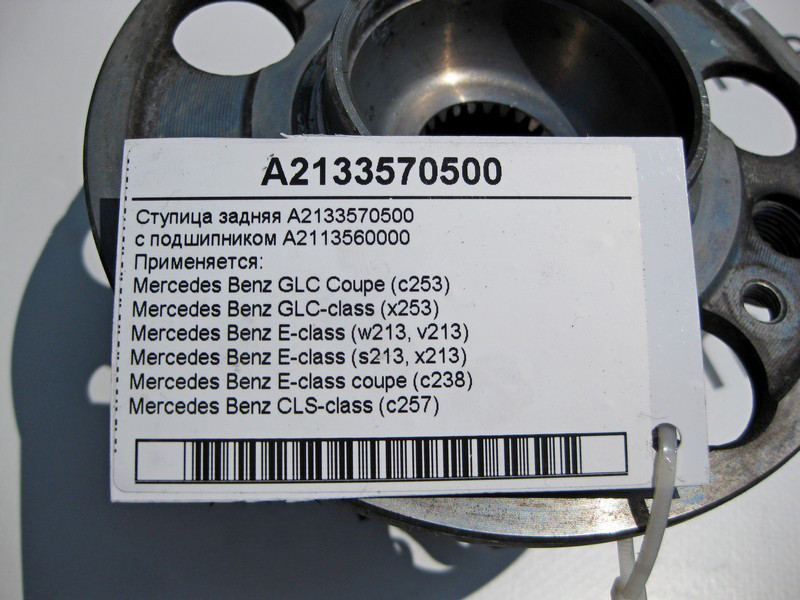 A2133570500
Ступица задняя A2133570500
с подшипником A2113560000
Применяется:
Mercedes Benz GLC Coupe (c253)
Mercedes Benz GLC-class (x253)
Mercedes Benz E-class (w213, v213)
Mercedes Benz E-class (s213, x213)
Mercedes Benz E-class coupe (c238)
Mercedes Benz CLS-class (c257)